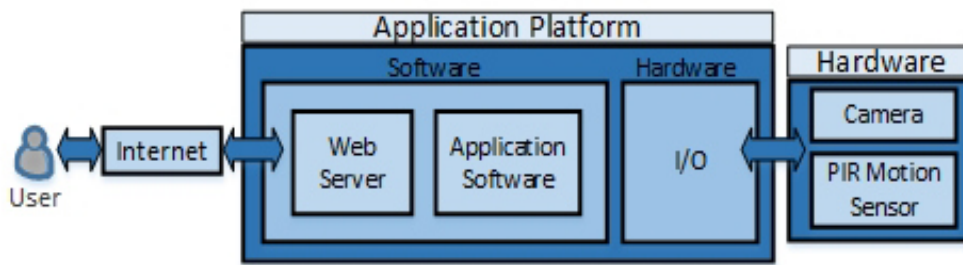 Application Platform
Software
Hardware
Hardware
User
Internet
Web
Server
Application
Software
I/O
Camera
PIR Motion
Sensor